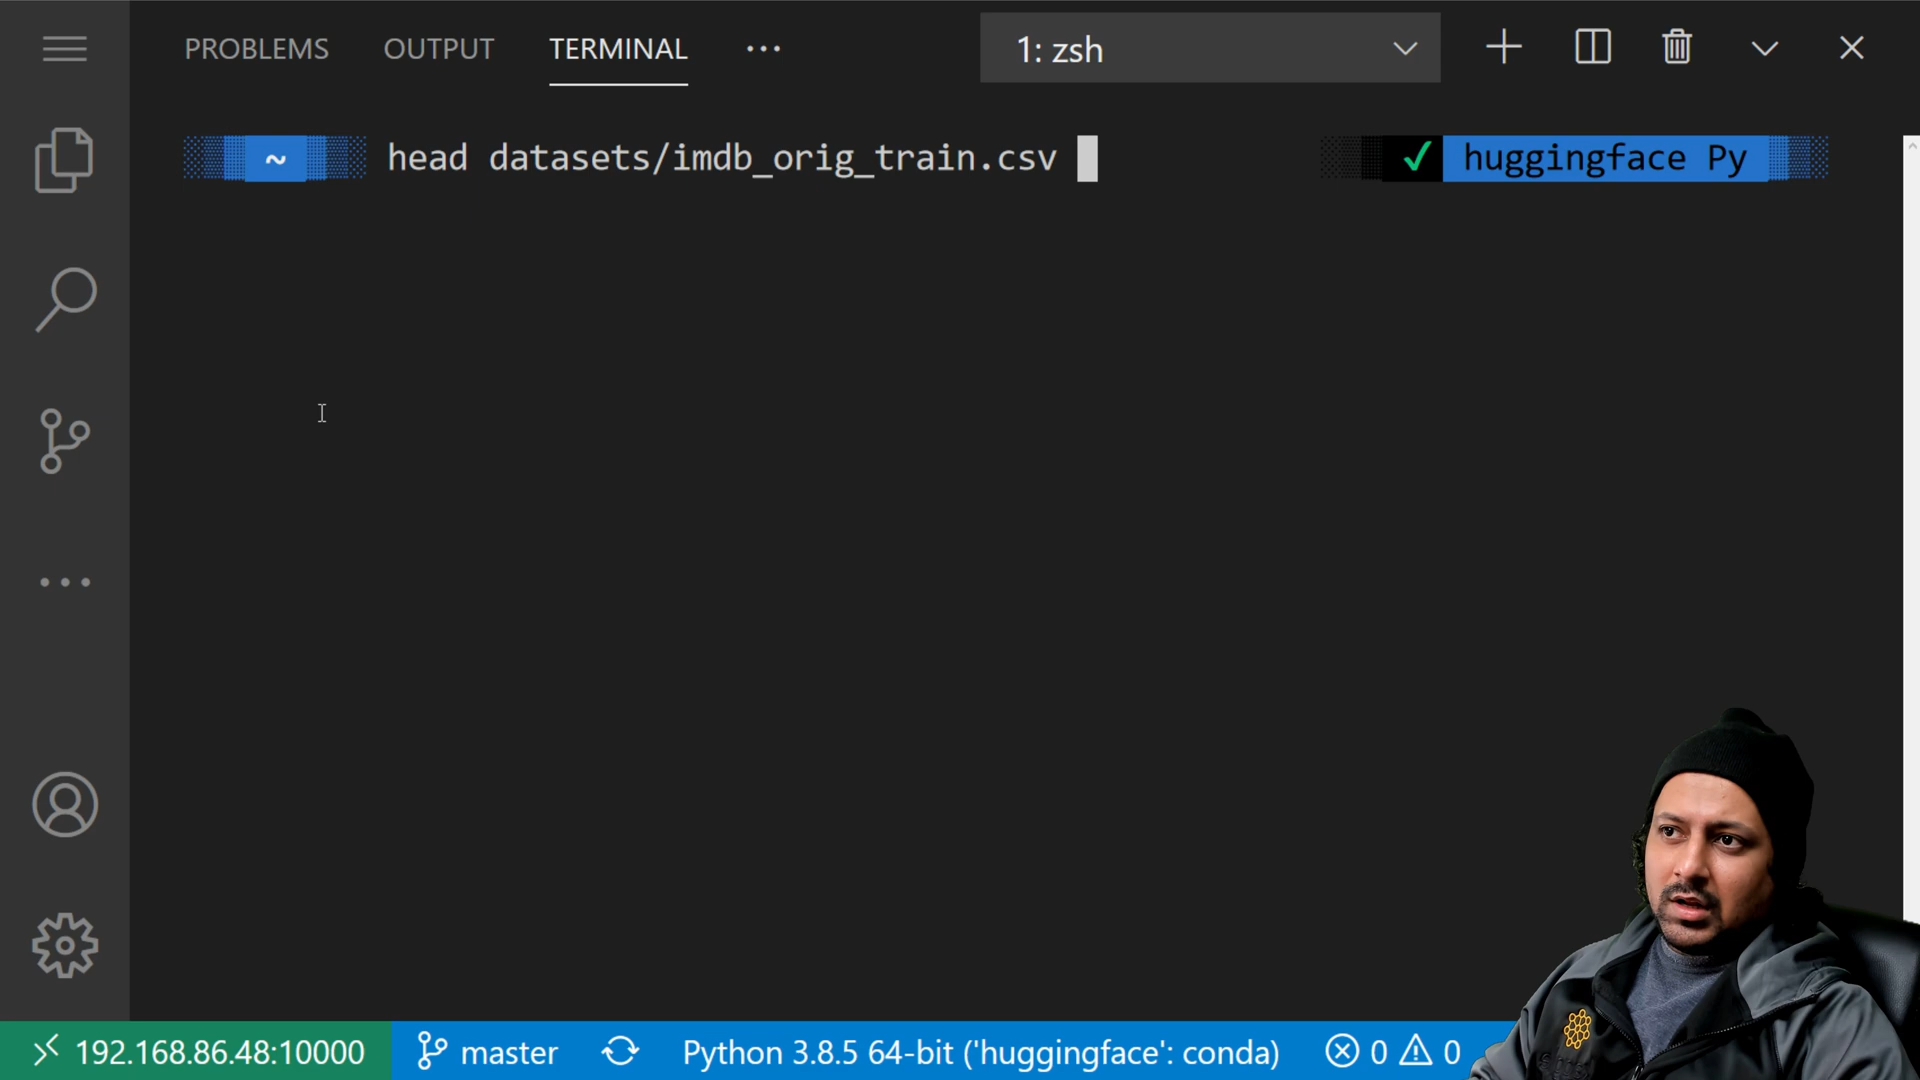 PROBLEMS OUTPUT TERMINAL ··· 1: zsh
~ head datasets/imdb_orig_train.csv ✓ huggingface Py
192.168.86.48:10000 master Python 3.8.5 64-bit ('huggingface': conda) 0 0